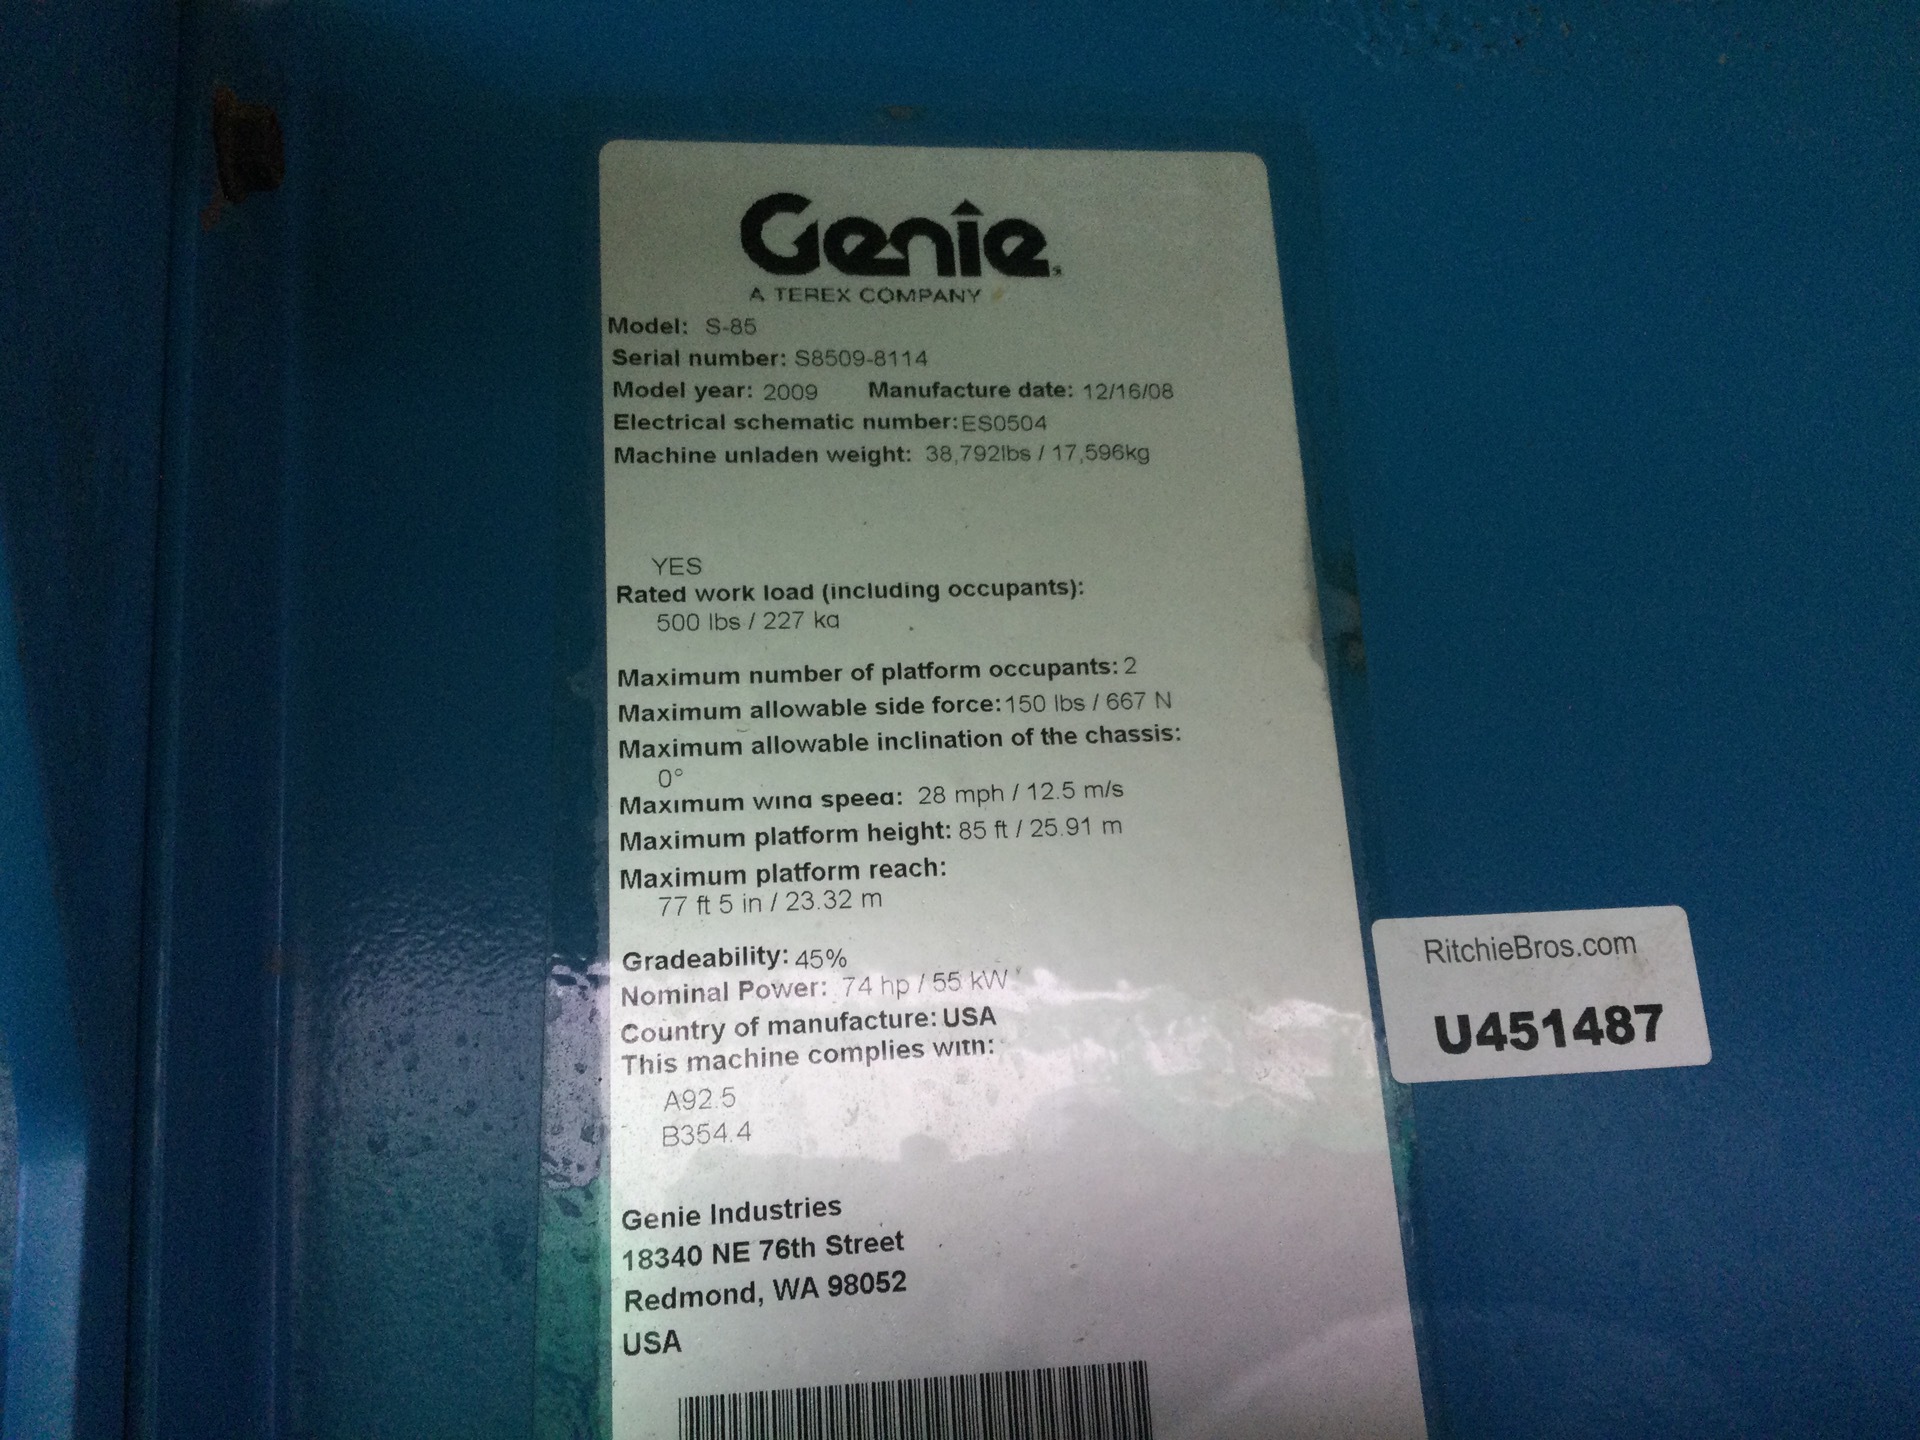 Genie
A TEREX COMPANY
Model: S-85
Serial number: S8509-8114
Model year: 2009 Manufacture date: 12/16/08
Electrical schematic number:ES0504
Machine unladen weight: 38,792lbs / 17,596kg
YES
Rated work load (including occupants):
500 lbs / 227 kg
Maximum number of platform occupants: 2
Maximum allowable side force:150 lbs / 667 N
Maximum allowable inclination of the chassis:
0°
Maximum wind speed: 28 mph / 12.5 m/s
Maximum platform height: 85 ft / 25.91 m
Maximum platform reach:
77 ft 5 in / 23.32 m
Gradeability: 45%
Nominal Power: 74 hp / 55 kW
Country of manufacture: USA
This machine complies with:
A92.5
B354.4
Genie Industries
18340 NE 76th Street
Redmond, WA 98052
USA
RitchieBros.com
U451487